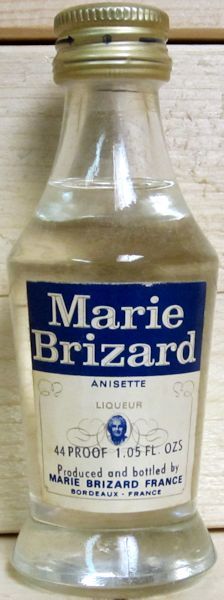 Marie
Brizard
ANISETTE
LIQUEUR
44 PROOF 1.05 FL. OZS
Produced and bottled by
MARIE BRIZARD FRANCE
BORDEAUX - FRANCE